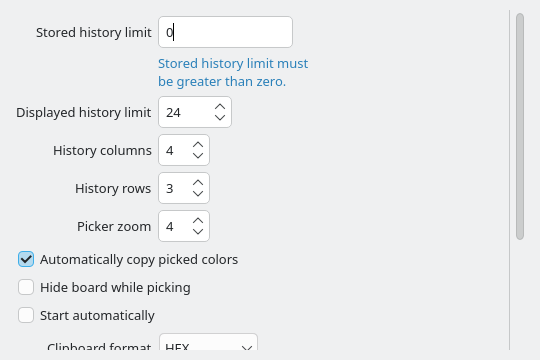 Stored history limit 0
Stored history limit must
be greater than zero.
Displayed history limit 24
History columns 4
History rows 3
Picker zoom 4
Automatically copy picked colors
Hide board while picking
Start automatically
Clipboard format HEX